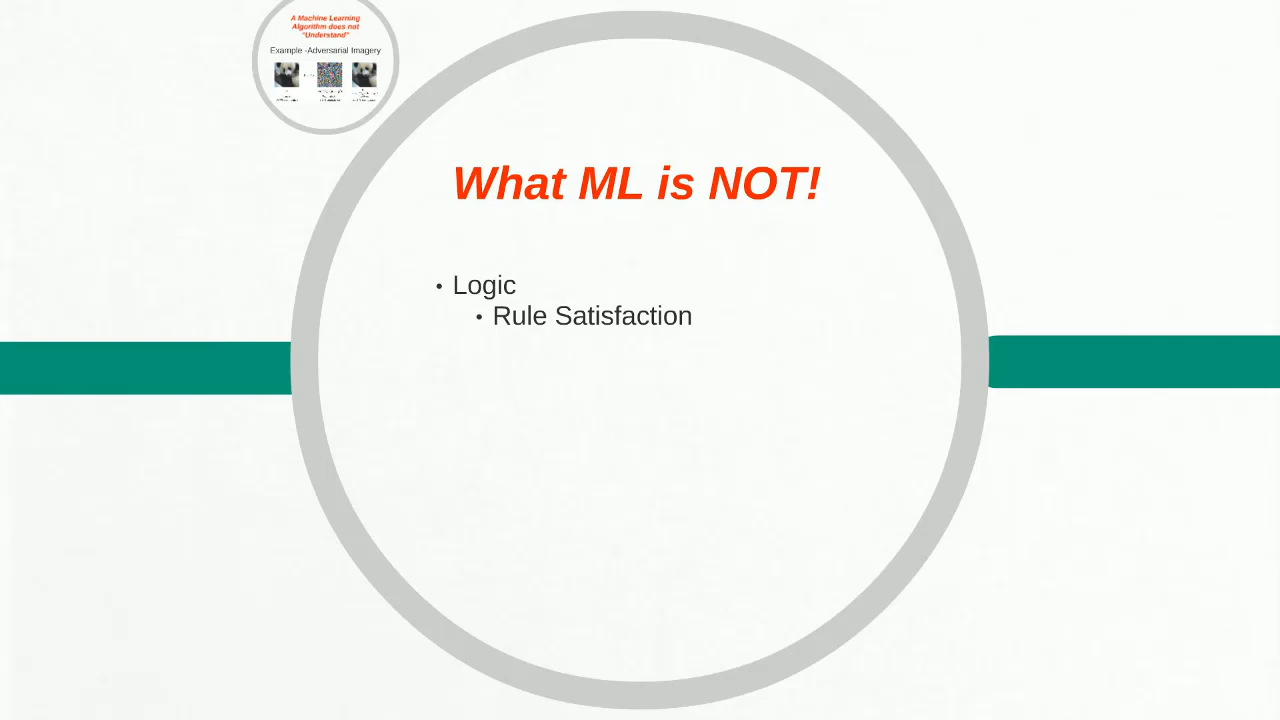 A Machine Learning
Algorithm does not
"Understand"
Example -Adversarial Imagery
What ML is NOT!
• Logic
• Rule Satisfaction